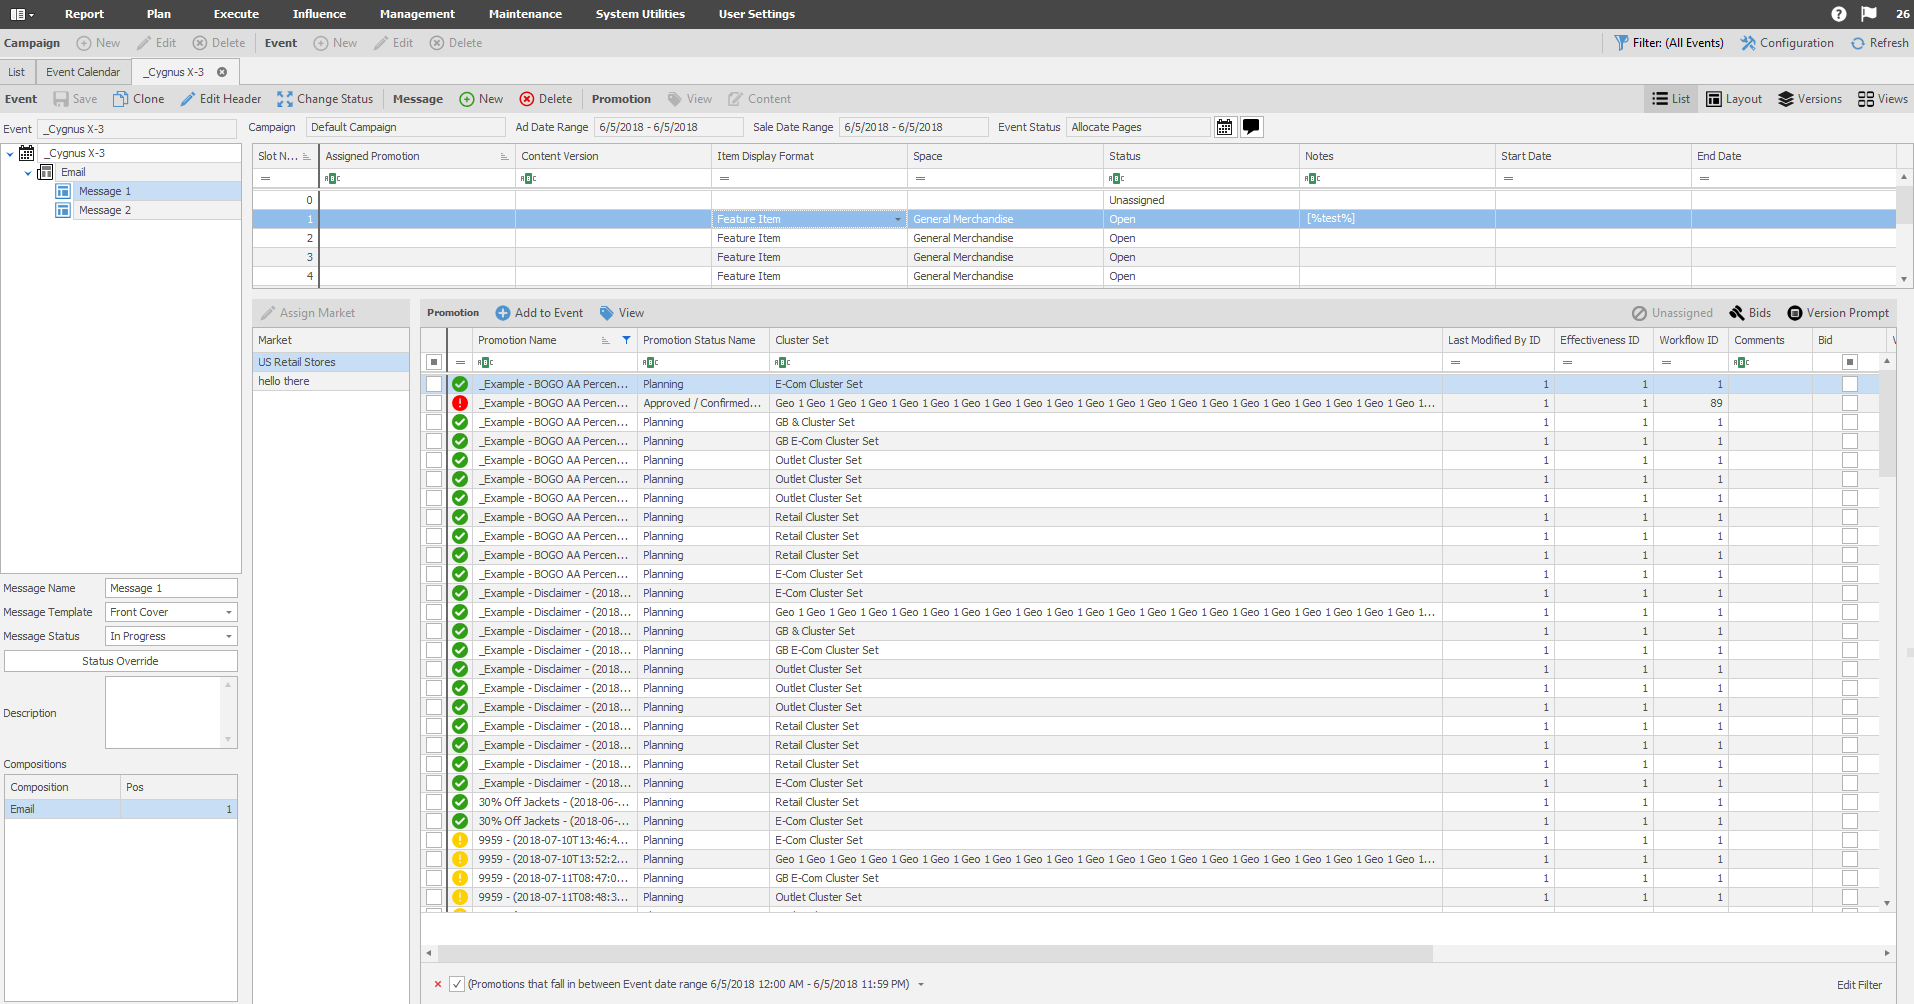 Report Plan Execute Influence Management Maintenance System Utilities User Settings 26
Campaign New Edit Delete Event New Edit Delete Filter: (All Events) Configuration Refresh
List Event Calendar _Cygnus X-3
Event Save Clone Edit Header Change Status Message New Delete Promotion View Content List Layout Versions Views
Event _Cygnus X-3 Campaign Default Campaign Ad Date Range 6/5/2018 - 6/5/2018 Sale Date Range 6/5/2018 - 6/5/2018 Event Status Allocate Pages
_Cygnus X-3
Email
Message 1
Message 2
Slot N... Assigned Promotion Content Version Item Display Format Space Status Notes Start Date End Date
0 Unassigned
1 Feature Item General Merchandise Open [%test%]
2 Feature Item General Merchandise Open
3 Feature Item General Merchandise Open
4 Feature Item General Merchandise Open
Assign Market
Market
US Retail Stores
hello there
Promotion Add to Event View Unassigned Bids Version Prompt
Promotion Name Promotion Status Name Cluster Set Last Modified By ID Effectiveness ID Workflow ID Comments Bid
_Example - BOGO AA Percen... Planning E-Com Cluster Set 1 1 1
_Example - BOGO AA Percen... Approved / Confirmed... Geo 1 Geo 1 Geo 1 Geo 1 Geo 1 Geo 1 Geo 1 Geo 1 Geo 1 Geo 1 Geo 1 Geo 1 Geo 1 Geo 1 Geo 1 Geo 1 Geo 1 Geo 1 Geo 1 Geo 1 Geo 1... 1 1 89
_Example - BOGO AA Percen... Planning GB & Cluster Set 1 1 1
_Example - BOGO AA Percen... Planning GB E-Com Cluster Set 1 1 1
_Example - BOGO AA Percen... Planning Outlet Cluster Set 1 1 1
_Example - BOGO AA Percen... Planning Outlet Cluster Set 1 1 1
_Example - BOGO AA Percen... Planning Outlet Cluster Set 1 1 1
_Example - BOGO AA Percen... Planning Retail Cluster Set 1 1 1
_Example - BOGO AA Percen... Planning Retail Cluster Set 1 1 1
_Example - BOGO AA Percen... Planning Retail Cluster Set 1 1 1
_Example - BOGO AA Percen... Planning E-Com Cluster Set 1 1 1
_Example - Disclaimer - (2018... Planning E-Com Cluster Set 1 1 1
_Example - Disclaimer - (2018... Planning Geo 1 Geo 1 Geo 1 Geo 1 Geo 1 Geo 1 Geo 1 Geo 1 Geo 1 Geo 1 Geo 1 Geo 1 Geo 1 Geo 1 Geo 1 Geo 1 Geo 1 Geo 1 Geo 1 Geo 1 Geo 1... 1 1 1
_Example - Disclaimer - (2018... Planning GB & Cluster Set 1 1 1
_Example - Disclaimer - (2018... Planning GB E-Com Cluster Set 1 1 1
_Example - Disclaimer - (2018... Planning Outlet Cluster Set 1 1 1
_Example - Disclaimer - (2018... Planning Outlet Cluster Set 1 1 1
_Example - Disclaimer - (2018... Planning Outlet Cluster Set 1 1 1
_Example - Disclaimer - (2018... Planning Retail Cluster Set 1 1 1
_Example - Disclaimer - (2018... Planning Retail Cluster Set 1 1 1
_Example - Disclaimer - (2018... Planning Retail Cluster Set 1 1 1
_Example - Disclaimer - (2018... Planning E-Com Cluster Set 1 1 1
30% Off Jackets - (2018-06-... Planning Retail Cluster Set 1 1 1
30% Off Jackets - (2018-06-... Planning E-Com Cluster Set 1 1 1
9959 - (2018-07-10T13:46:4... Planning E-Com Cluster Set 1 1 1
9959 - (2018-07-10T13:52:2... Planning Geo 1 Geo 1 Geo 1 Geo 1 Geo 1 Geo 1 Geo 1 Geo 1 Geo 1 Geo 1 Geo 1 Geo 1 Geo 1 Geo 1 Geo 1 Geo 1 Geo 1 Geo 1 Geo 1 Geo 1 Geo 1... 1 1 1
9959 - (2018-07-11T08:47:0... Planning GB E-Com Cluster Set 1 1 1
9959 - (2018-07-11T08:48:3... Planning Outlet Cluster Set 1 1 1
Message Name Message 1
Message Template Front Cover
Message Status In Progress
Status Override
Description
Compositions
Composition Pos
Email 1
(Promotions that fall in between Event date range 6/5/2018 12:00 AM - 6/5/2018 11:59 PM) Edit Filter